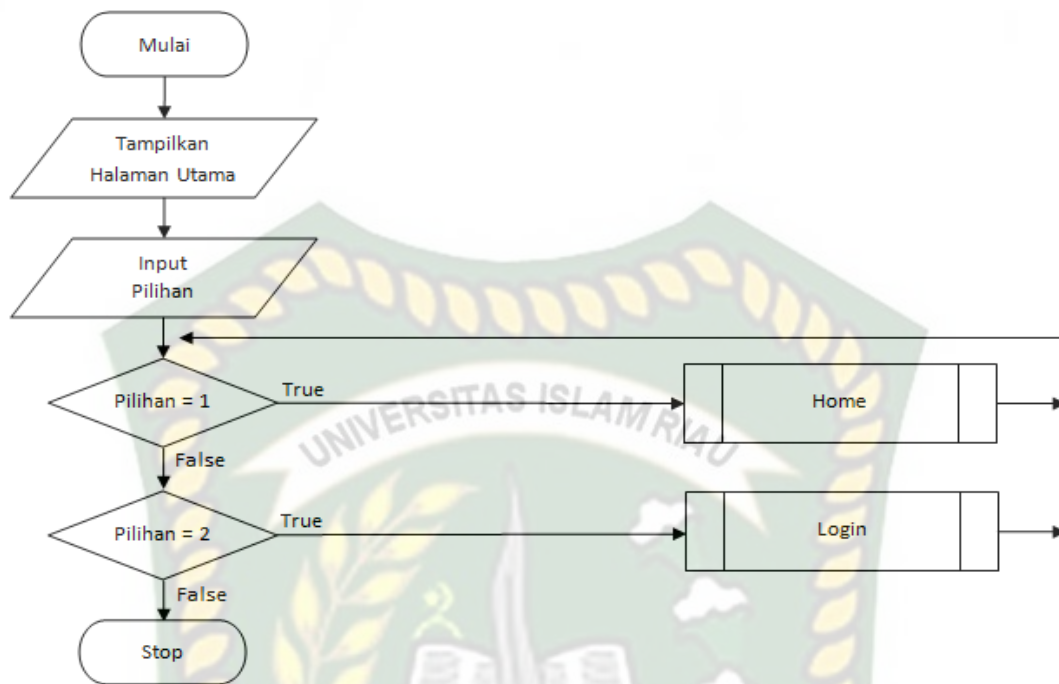 Mulai
Tampilkan
Halaman Utama
Input
Pilihan
Pilihan = 1
True
Home
False
UNIVERSITAS ISLAM RIAU
Pilihan = 2
True
Login
False
Stop